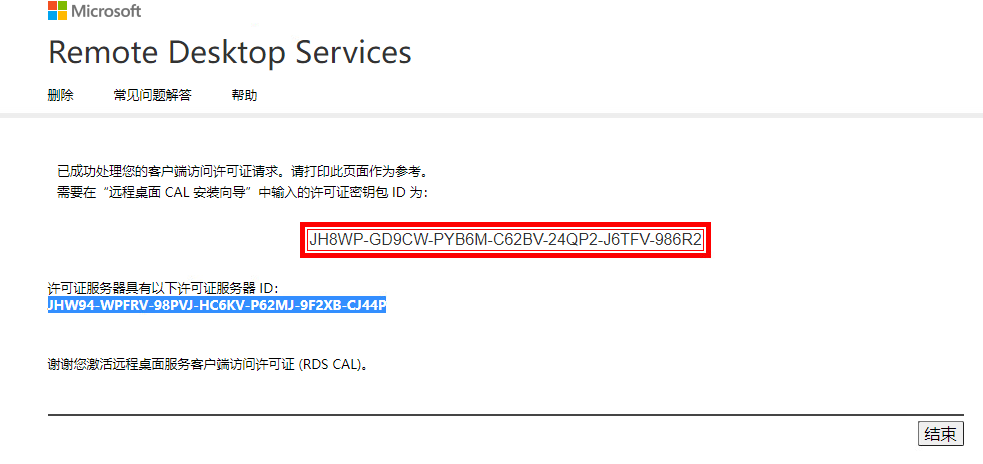 Microsoft
Remote Desktop Services
删除 常见问题解答 帮助
已成功处理您的客户端访问许可证请求。请打印此页面作为参考。
需要在“远程桌面 CAL 安装向导”中输入的许可证密钥包 ID 为：
JH8WP-GD9CW-PYB6M-C62BV-24QP2-J6TFV-986R2
许可证服务器具有以下许可证服务器 ID：
JHW94-WPFRV-98PVJ-HC6KV-P62MJ-9F2XB-CJ44P
谢谢您激活远程桌面服务客户端访问许可证 (RDS CAL)。
结束